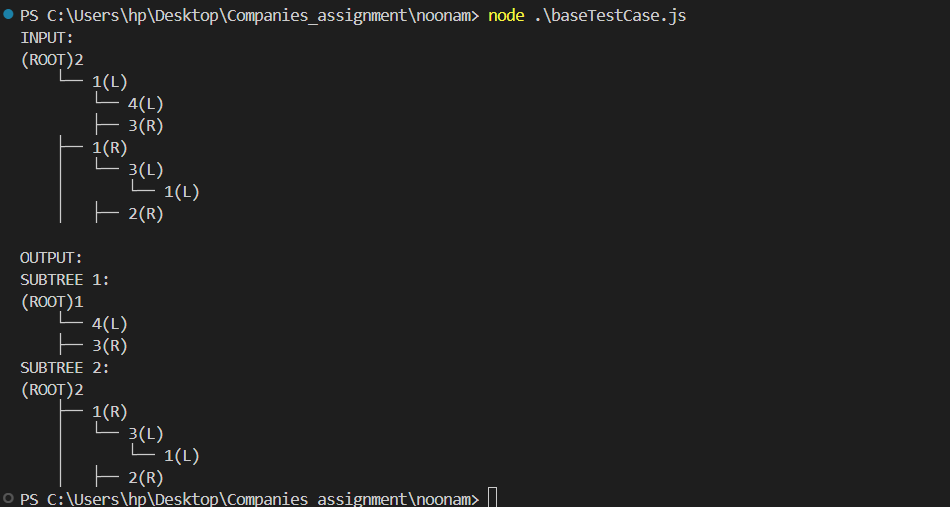 PS C:\Users\hp\Desktop\Companies_assignment\noonam> node .\baseTestCase.js
INPUT:
(ROOT)2
    └── 1(L)
        └── 4(L)
        ├── 3(R)
    ├── 1(R)
    │   └── 3(L)
    │       └── 1(L)
    │   ├── 2(R)

OUTPUT:
SUBTREE 1:
(ROOT)1
    └── 4(L)
    ├── 3(R)
SUBTREE 2:
(ROOT)2
    ├── 1(R)
    │   └── 3(L)
    │       └── 1(L)
    │   ├── 2(R)
PS C:\Users\hp\Desktop\Companies_assignment\noonam>